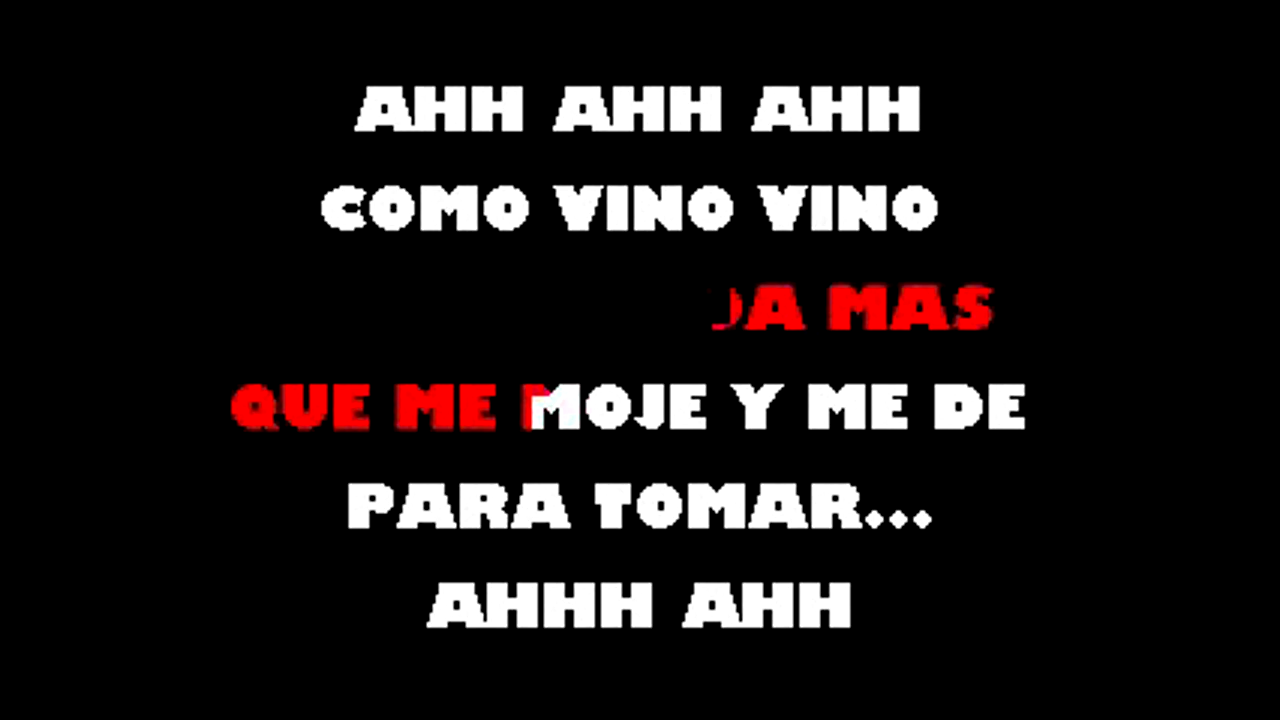 AHH AHH AHH
COMO VINO VINO
MAS
QUE ME MOJE Y ME DE
PARA TOMAR...
AHHH AHH